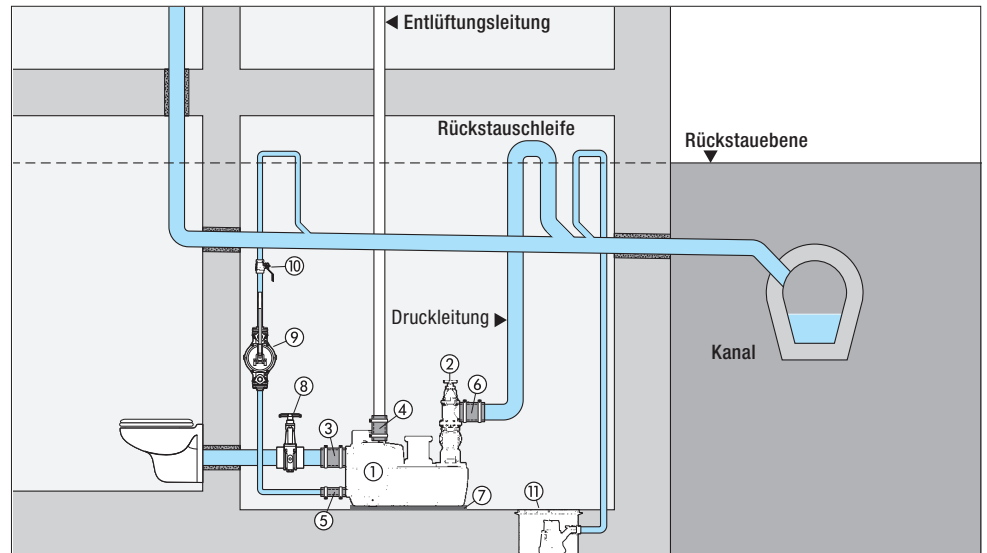 Entlüftungsleitung
Rückstauschleife
Rückstauebene
⑩
Druckleitung
⑨
Kanal
②
⑥
⑧
④
③
①
⑦
⑪
⑤